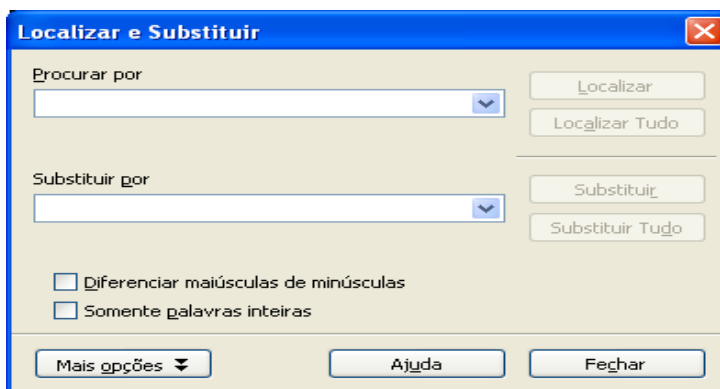 Localizar e Substituir
Procurar por
Localizar
Localizar Tudo
Substituir por
Substituir
Substituir Tudo
Diferenciar maiúsculas de minúsculas
Somente palavras inteiras
Mais opções
Ajuda
Fechar